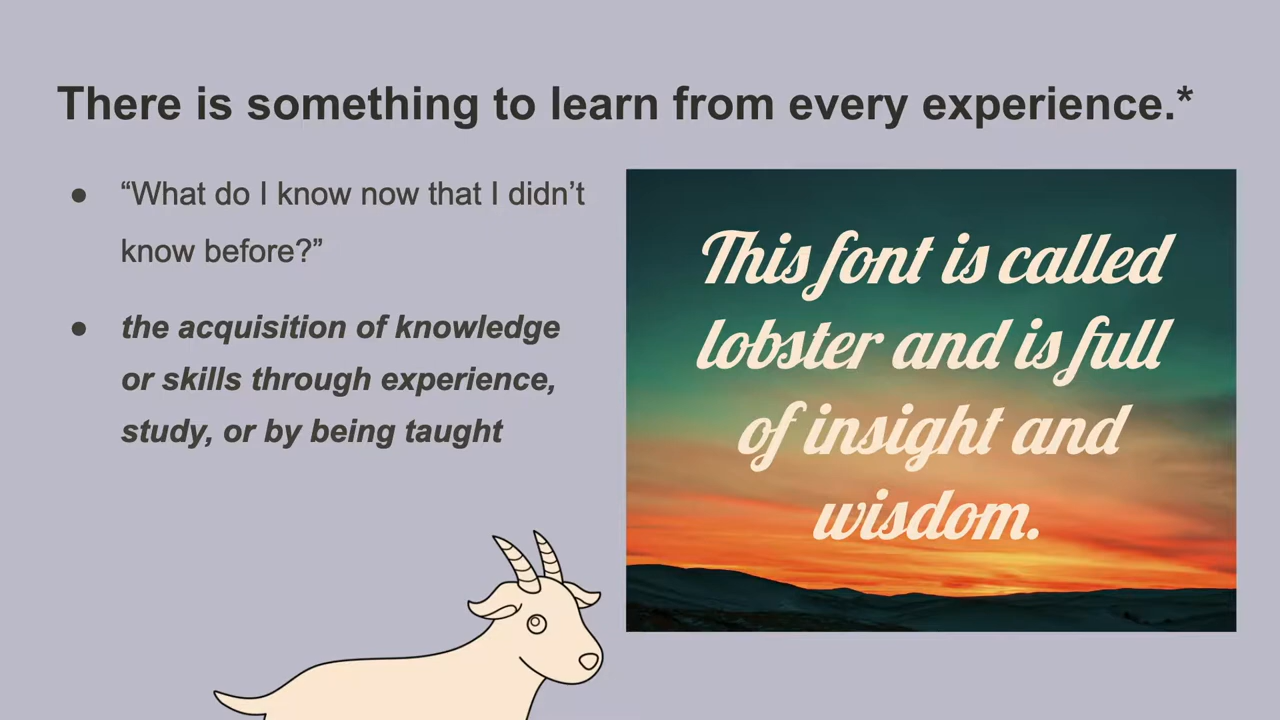 There is something to learn from every experience.*
● “What do I know now that I didn’t
know before?”
● the acquisition of knowledge
or skills through experience,
study, or by being taught
This font is called
lobster and is full
of insight and
wisdom.